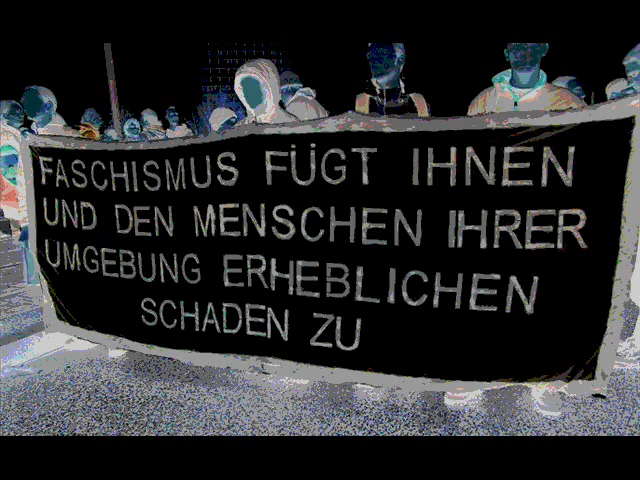 FASCHISMUS FÜGT IHNEN
UND DEN MENSCHEN IHRER
UMGEBUNG ERHEBLICHEN
SCHADEN ZU